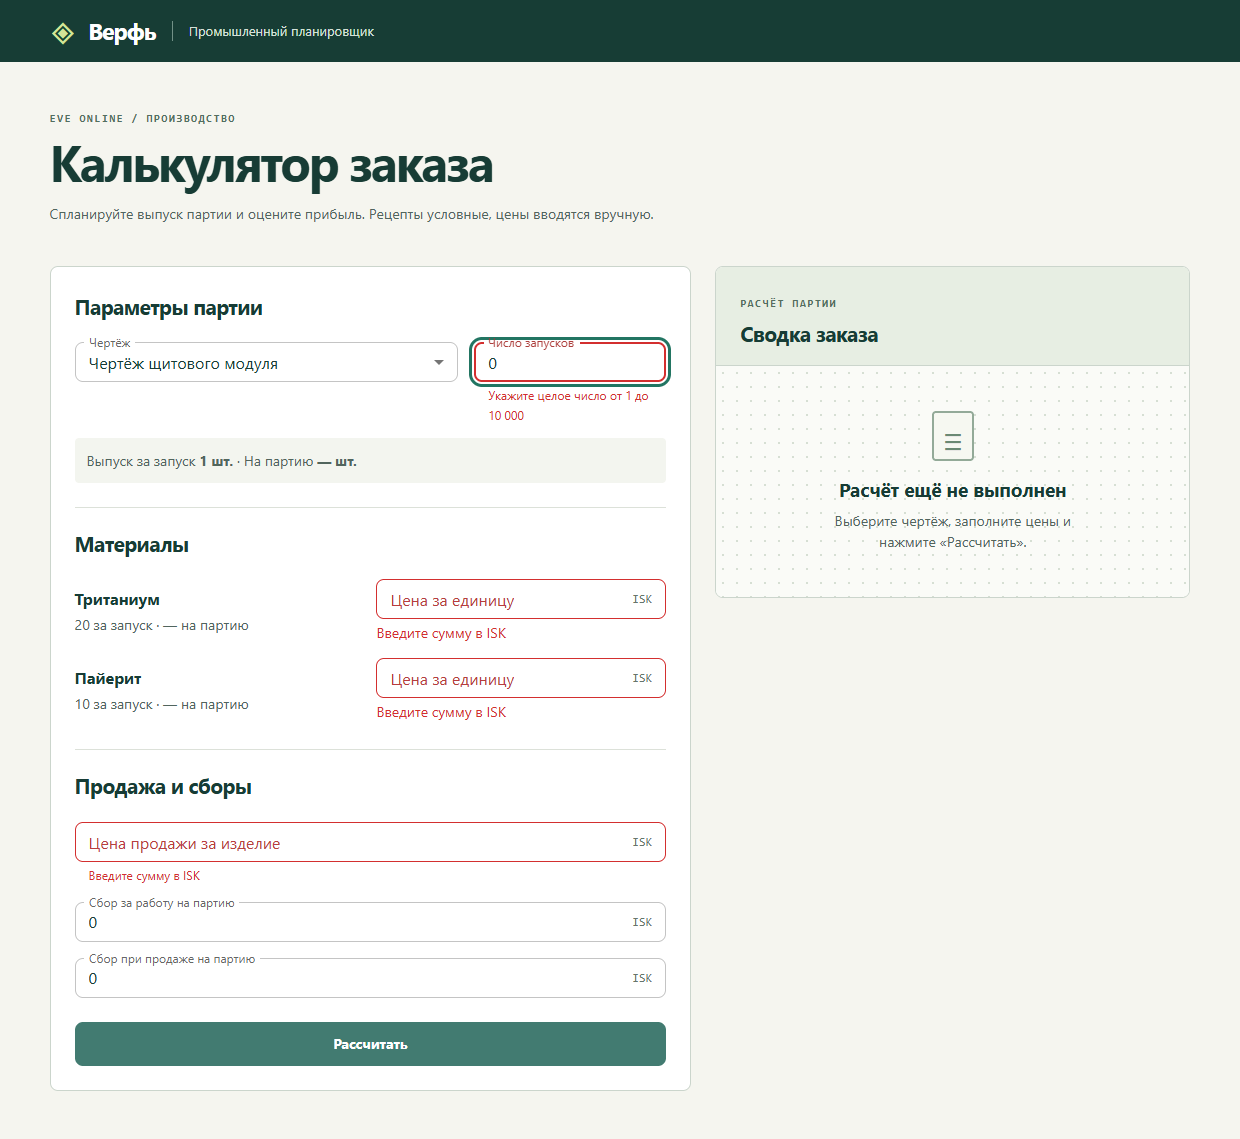 Верфь
Промышленный планировщик
EVE ONLINE / ПРОИЗВОДСТВО
Калькулятор заказа
Спланируйте выпуск партии и оцените прибыль. Рецепты условные, цены вводятся вручную.
Параметры партии
Чертёж
Чертёж щитового модуля
Число запусков
0
Укажите целое число от 1 до
10 000
Выпуск за запуск 1 шт. · На партию — шт.
Материалы
Тританиум
20 за запуск · — на партию
Цена за единицу
ISK
Введите сумму в ISK
Пайерит
10 за запуск · — на партию
Цена за единицу
ISK
Введите сумму в ISK
Продажа и сборы
Цена продажи за изделие
ISK
Введите сумму в ISK
Сбор за работу на партию
0
ISK
Сбор при продаже на партию
0
ISK
Рассчитать
РАСЧЁТ ПАРТИИ
Сводка заказа
Расчёт ещё не выполнен
Выберите чертёж, заполните цены и
нажмите «Рассчитать».